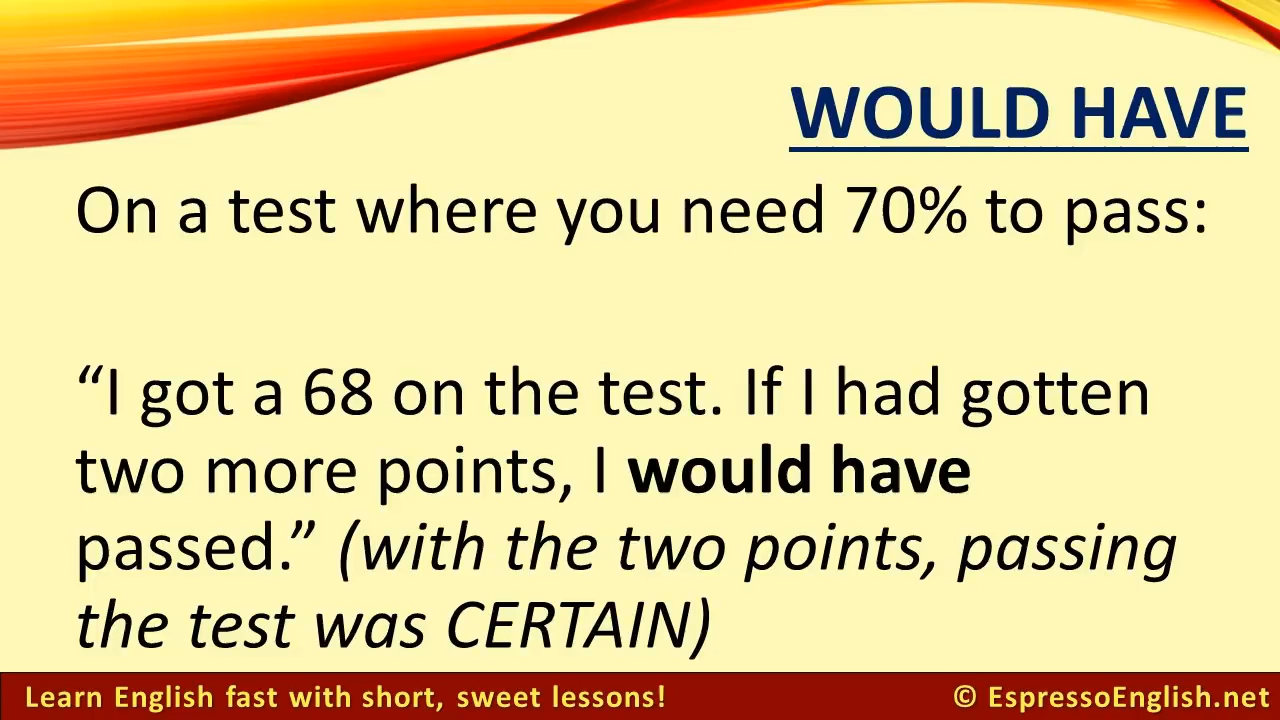 WOULD HAVE
On a test where you need 70% to pass:
“I got a 68 on the test. If I had gotten
two more points, I would have
passed.” (with the two points, passing
the test was CERTAIN)
Learn English fast with short, sweet lessons!
© EspressoEnglish.net